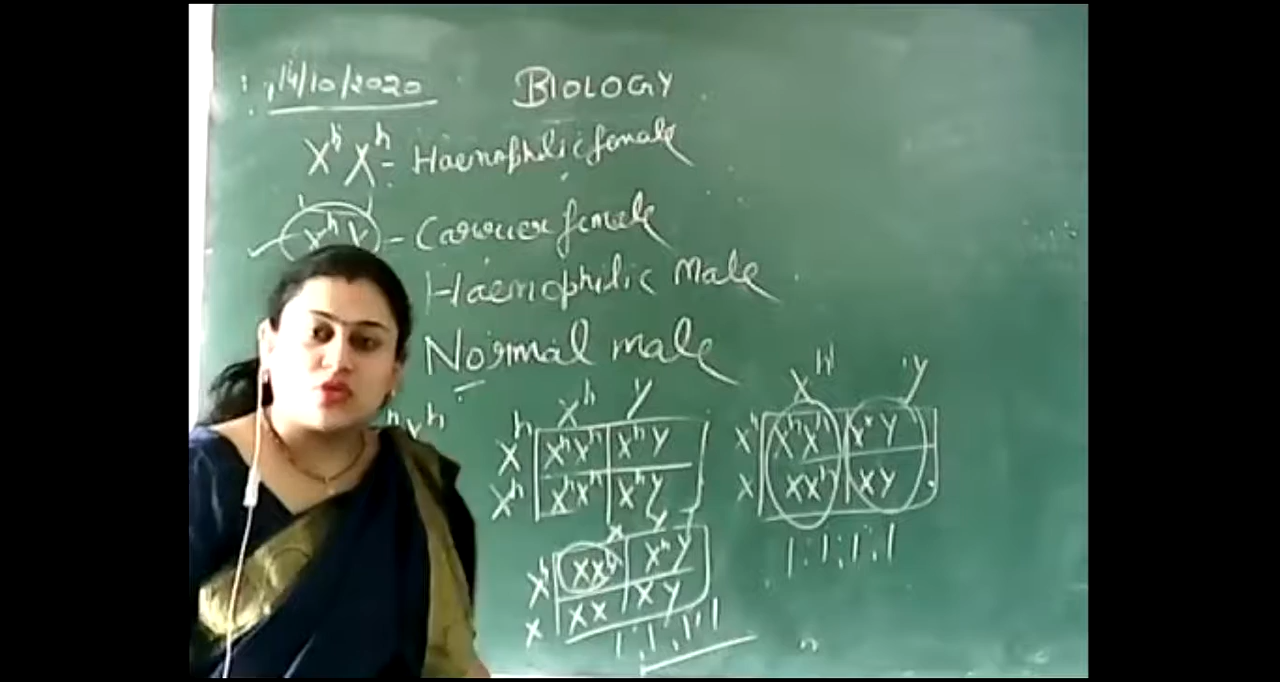 14/10/2020 BIOLOGY
XʰXʰ- Haemophilic female
XʰX - Carrier female
Haemophilic Male
Normal male
Xʰ Y
Xʰ XʰXʰ XʰY
Xʰ XʰXʰ XʰY
X Y
Xʰ XXʰ XʰY
X XX XY
1:1:1:1
Xʰ Y
Xʰ XʰXʰ XʰY
X XXʰ XY
1:1:1:1